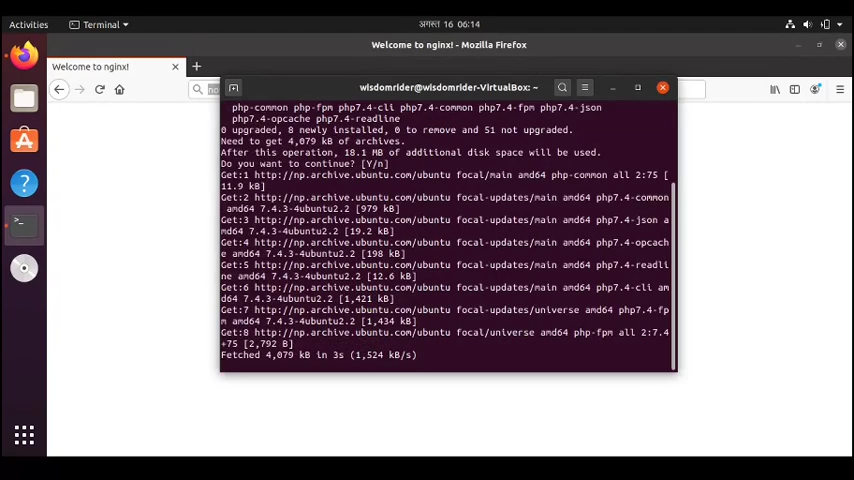 Activities
Terminal
अगस्त 16 06:14
Welcome to nginx! - Mozilla Firefox
Welcome to nginx!
wisdomrider@wisdomrider-VirtualBox: ~
php-common php-fpm php7.4-cli php7.4-common php7.4-fpm php7.4-json
php7.4-opcache php7.4-readline
0 upgraded, 8 newly installed, 0 to remove and 51 not upgraded.
Need to get 4,079 kB of archives.
After this operation, 18.1 MB of additional disk space will be used.
Do you want to continue? [Y/n]
Get:1 http://np.archive.ubuntu.com/ubuntu focal/main amd64 php-common all 2:75 [
11.9 kB]
Get:2 http://np.archive.ubuntu.com/ubuntu focal-updates/main amd64 php7.4-common
amd64 7.4.3-4ubuntu2.2 [979 kB]
Get:3 http://np.archive.ubuntu.com/ubuntu focal-updates/main amd64 php7.4-json a
md64 7.4.3-4ubuntu2.2 [19.2 kB]
Get:4 http://np.archive.ubuntu.com/ubuntu focal-updates/main amd64 php7.4-opcach
e amd64 7.4.3-4ubuntu2.2 [198 kB]
Get:5 http://np.archive.ubuntu.com/ubuntu focal-updates/main amd64 php7.4-readli
ne amd64 7.4.3-4ubuntu2.2 [12.6 kB]
Get:6 http://np.archive.ubuntu.com/ubuntu focal-updates/main amd64 php7.4-cli am
d64 7.4.3-4ubuntu2.2 [1,421 kB]
Get:7 http://np.archive.ubuntu.com/ubuntu focal-updates/universe amd64 php7.4-fp
m amd64 7.4.3-4ubuntu2.2 [1,434 kB]
Get:8 http://np.archive.ubuntu.com/ubuntu focal/universe amd64 php-fpm all 2:7.4
+75 [2,792 B]
Fetched 4,079 kB in 3s (1,524 kB/s)